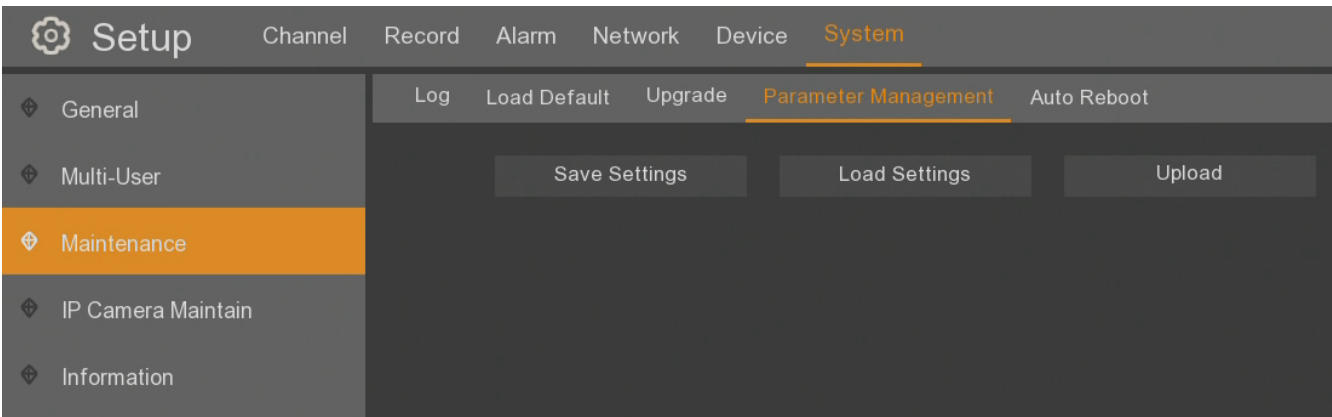 Setup Channel Record Alarm Network Device System
Log Load Default Upgrade Parameter Management Auto Reboot
General
Multi-User
Maintenance
IP Camera Maintain
Information
Save Settings Load Settings Upload